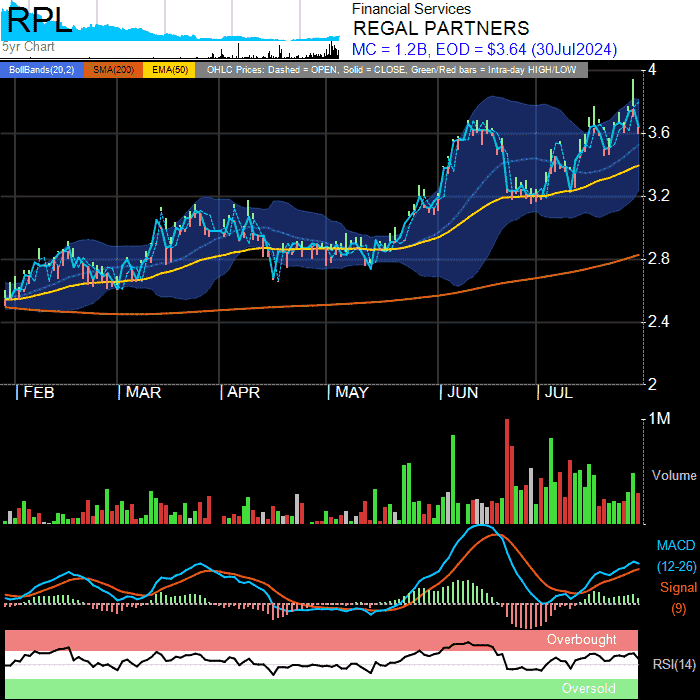 RPL
5yr Chart
Financial Services
REGAL PARTNERS
MC = 1.2B, EOD = $3.64 (30Jul2024)
BollBands(20,2) SMA(200) EMA(50) OHLC Prices: Dashed = OPEN, Solid = CLOSE, Green/Red bars = Intra-day HIGH/LOW
4
3.6
3.2
2.8
2.4
2
FEB MAR APR MAY JUN JUL
1M
Volume
MACD
(12-26)
Signal
(9)
Overbought
RSI(14)
Oversold